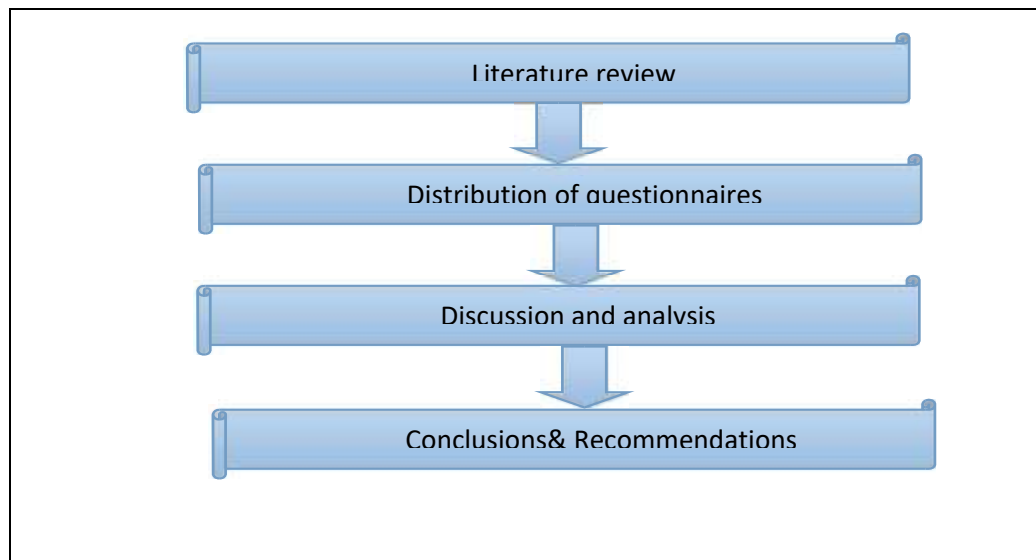 Literature review
Distribution of questionnaires
Discussion and analysis
Conclusions& Recommendations